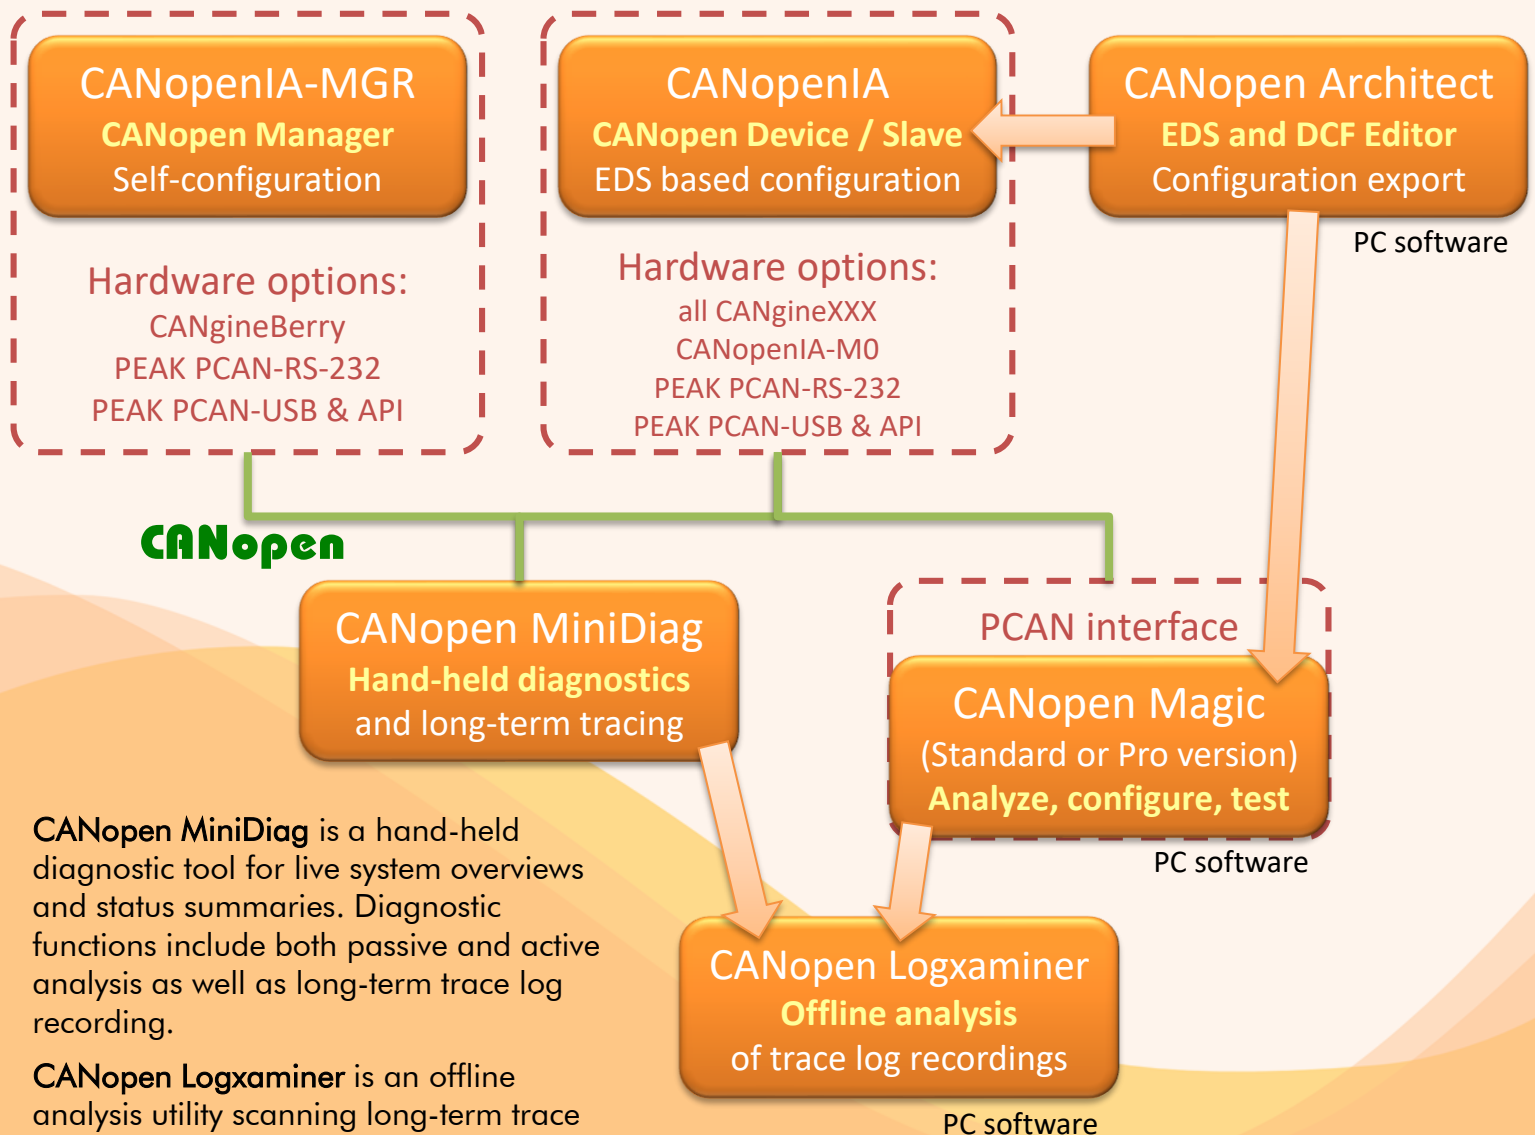 CANopenIA-MGR
CANopen Manager
Self-configuration
Hardware options:
CANgineBerry
PEAK PCAN-RS-232
PEAK PCAN-USB & API
CANopenIA
CANopen Device / Slave
EDS based configuration
Hardware options:
all CANgineXXX
CANopenIA-M0
PEAK PCAN-RS-232
PEAK PCAN-USB & API
CANopen Architect
EDS and DCF Editor
Configuration export
PC software
CANopen
CANopen MiniDiag
Hand-held diagnostics
and long-term tracing
PCAN interface
CANopen Magic
(Standard or Pro version)
Analyze, configure, test
PC software
CANopen MiniDiag is a hand-held
diagnostic tool for live system overviews
and status summaries. Diagnostic
functions include both passive and active
analysis as well as long-term trace log
recording.
CANopen Logxaminer is an offline
analysis utility scanning long-term trace
CANopen Logxaminer
Offline analysis
of trace log recordings
PC software